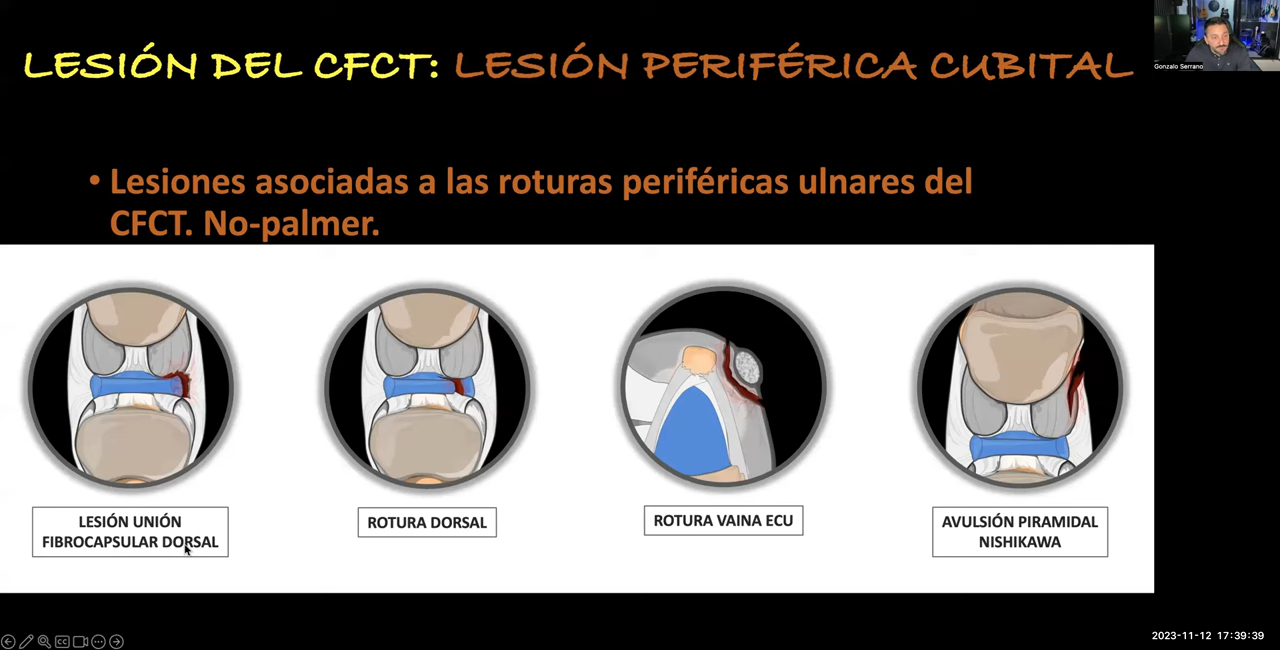 LESIÓN DEL CFCT: LESIÓN PERIFÉRICA CUBITAL
Gonzalo Serrano
• Lesiones asociadas a las roturas periféricas ulnares del
CFCT. No-palmer.
LESIÓN UNIÓN
FIBROCAPSULAR DORSAL
ROTURA DORSAL
ROTURA VAINA ECU
AVULSIÓN PIRAMIDAL
NISHIKAWA
2023-11-12 17:39:39